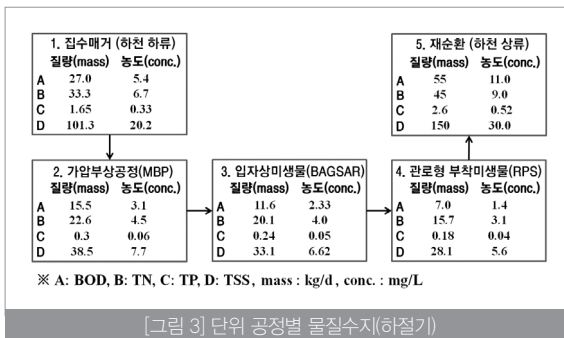 1. 집수매거 (하천 하류)
질량(mass) 농도(conc.)
A 27.0 5.4
B 33.3 6.7
C 1.65 0.33
D 101.3 20.2
5. 재순환 (하천 상류)
질량(mass) 농도(conc.)
A 55 11.0
B 45 9.0
C 2.6 0.52
D 150 30.0
2. 가압부상공정(MBP)
질량(mass) 농도(conc.)
A 15.5 3.1
B 22.6 4.5
C 0.3 0.06
D 38.5 7.7
3. 입자상미생물(BAGSAR)
질량(mass) 농도(conc.)
A 11.6 2.33
B 20.1 4.0
C 0.24 0.05
D 33.1 6.62
4. 관로형 부착미생물(RPS)
질량(mass) 농도(conc.)
A 7.0 1.4
B 15.7 3.1
C 0.18 0.04
D 28.1 5.6
※ A: BOD, B: TN, C: TP, D: TSS, mass : kg/d , conc. : mg/L
[그림 3] 단위 공정별 물질수지(하절기)